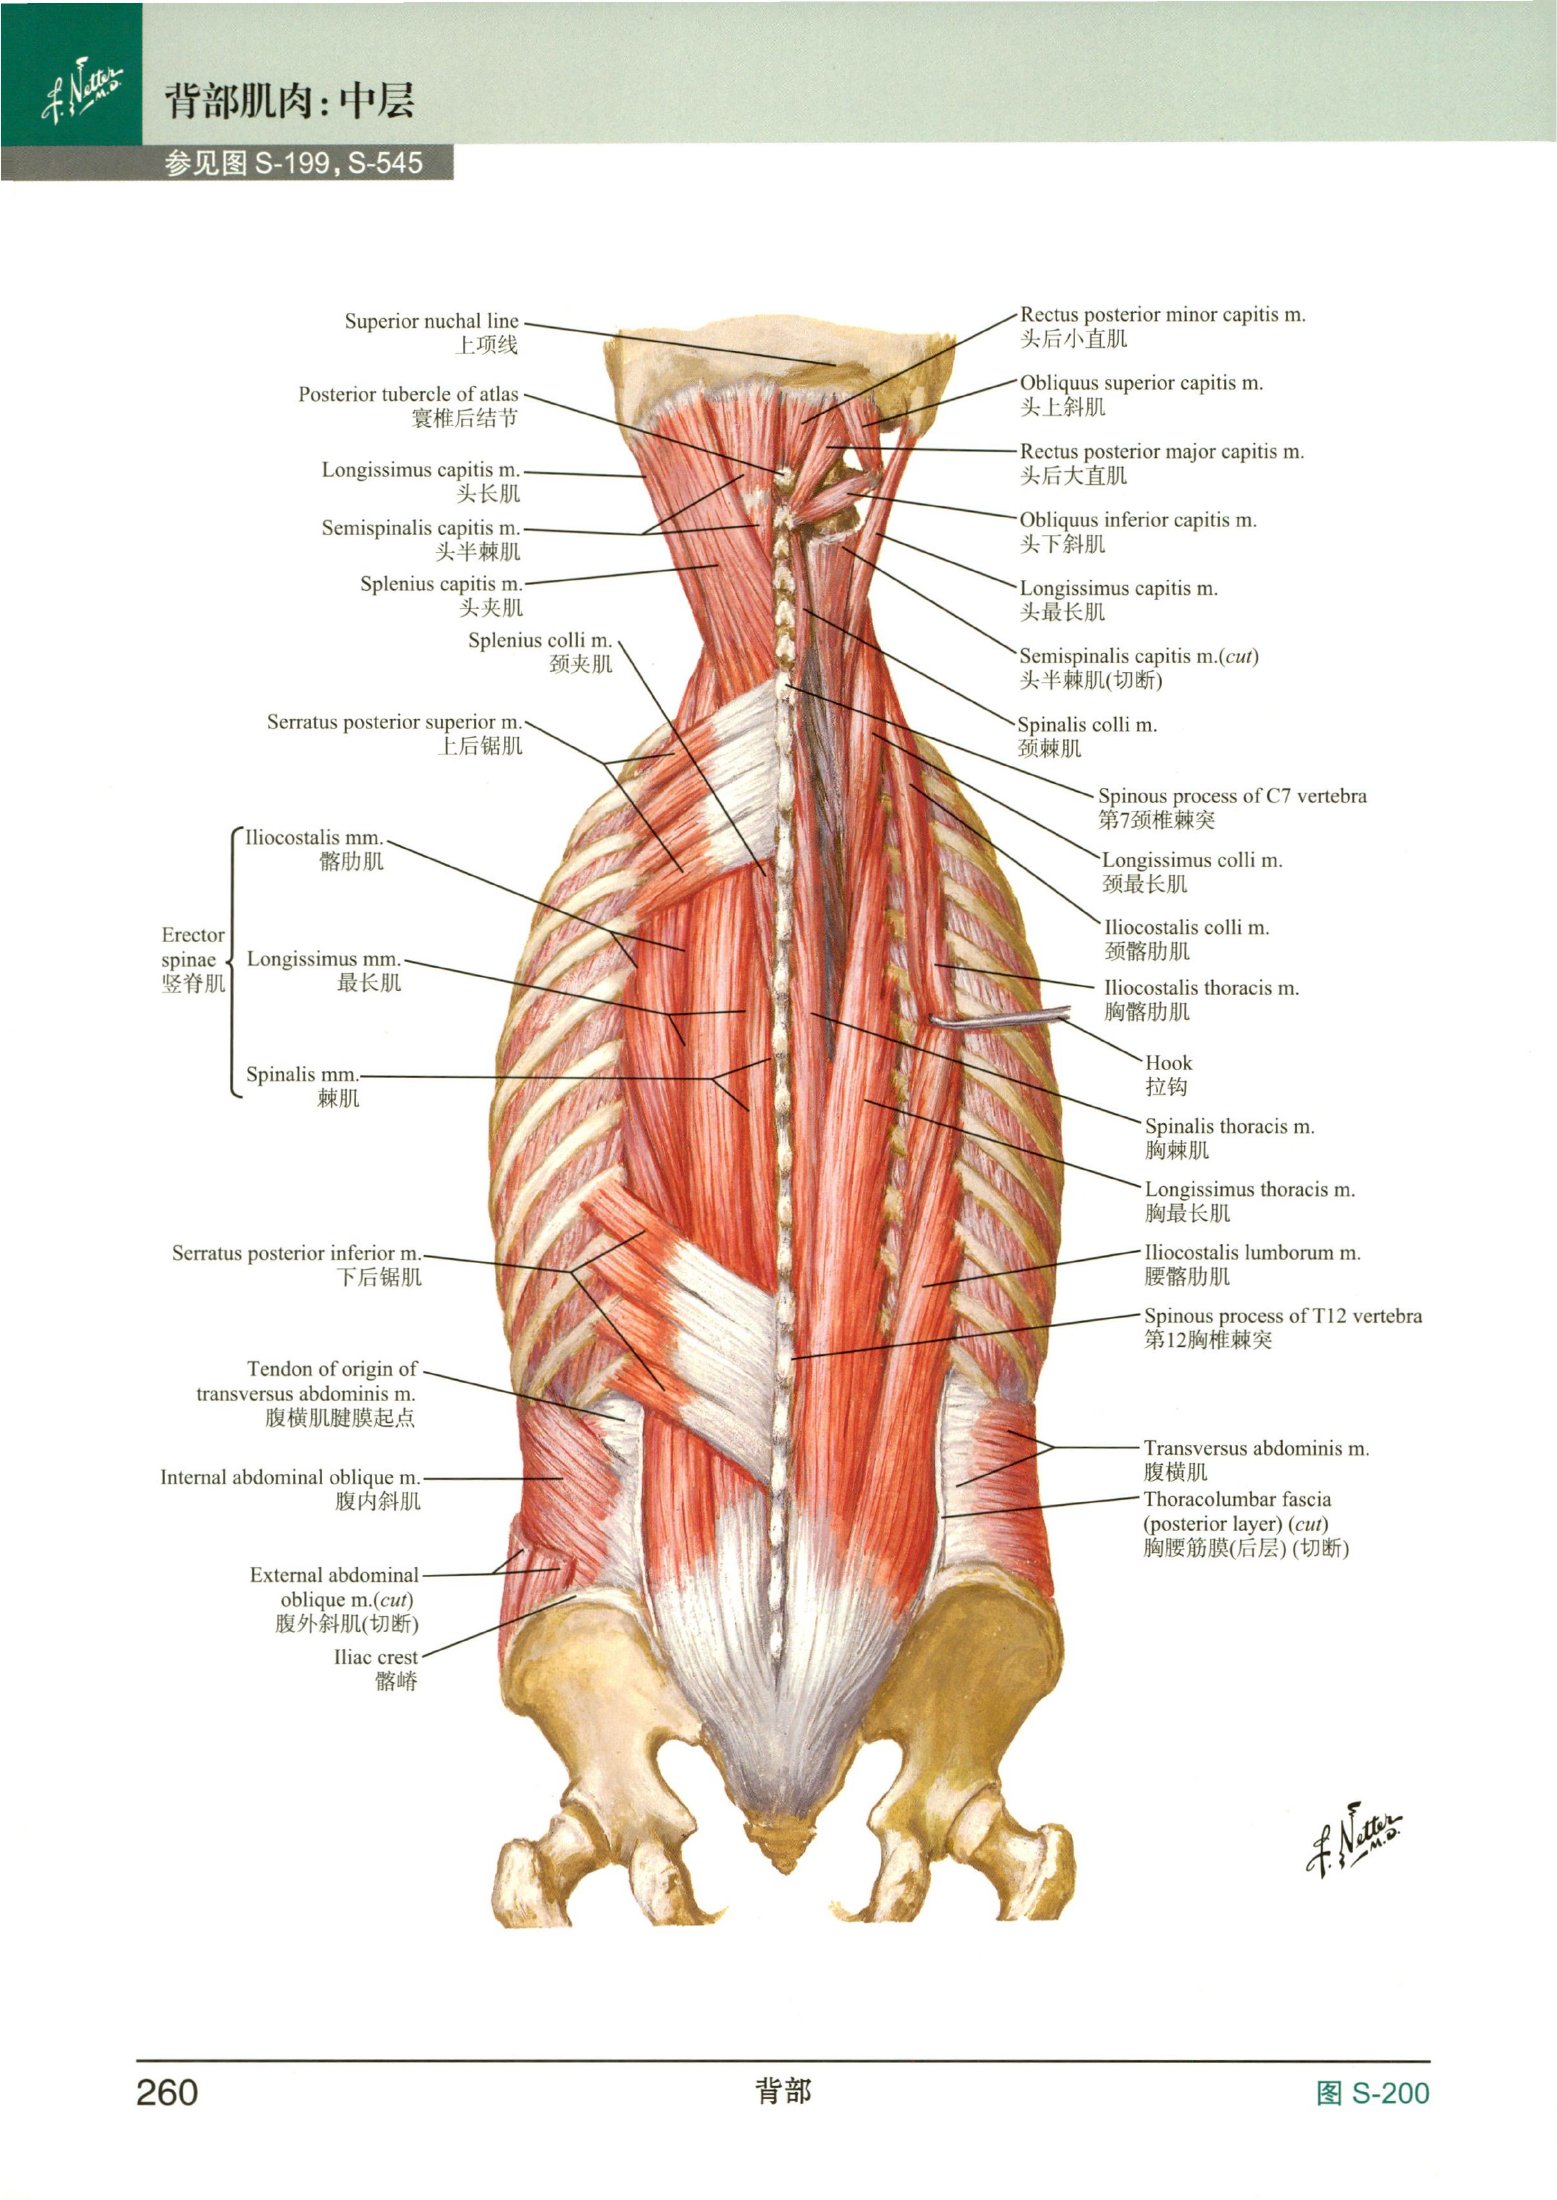 F. Netter M.D.
背部肌肉：中层
参见图 S-199, S-545
Superior nuchal line
上项线
Posterior tubercle of atlas
寰椎后结节
Longissimus capitis m.
头长肌
Semispinalis capitis m.
头半棘肌
Splenius capitis m.
头夹肌
Splenius colli m.
颈夹肌
Serratus posterior superior m.
上后锯肌
Iliocostalis mm.
髂肋肌
Erector
spinae
竖脊肌
Longissimus mm.
最长肌
Spinalis mm.
棘肌
Serratus posterior inferior m.
下后锯肌
Tendon of origin of
transversus abdominis m.
腹横肌腱膜起点
Internal abdominal oblique m.
腹内斜肌
External abdominal
oblique m.(cut)
腹外斜肌(切断)
Iliac crest
髂嵴
Rectus posterior minor capitis m.
头后小直肌
Obliquus superior capitis m.
头上斜肌
Rectus posterior major capitis m.
头后大直肌
Obliquus inferior capitis m.
头下斜肌
Longissimus capitis m.
头最长肌
Semispinalis capitis m.(cut)
头半棘肌(切断)
Spinalis colli m.
颈棘肌
Spinous process of C7 vertebra
第7颈椎棘突
Longissimus colli m.
颈最长肌
Iliocostalis colli m.
颈髂肋肌
Iliocostalis thoracis m.
胸髂肋肌
Hook
拉钩
Spinalis thoracis m.
胸棘肌
Longissimus thoracis m.
胸最长肌
Iliocostalis lumborum m.
腰髂肋肌
Spinous process of T12 vertebra
第12胸椎棘突
Transversus abdominis m.
腹横肌
Thoracolumbar fascia
(posterior layer) (cut)
胸腰筋膜(后层) (切断)
F. Netter M.D.
260
背部
图 S-200